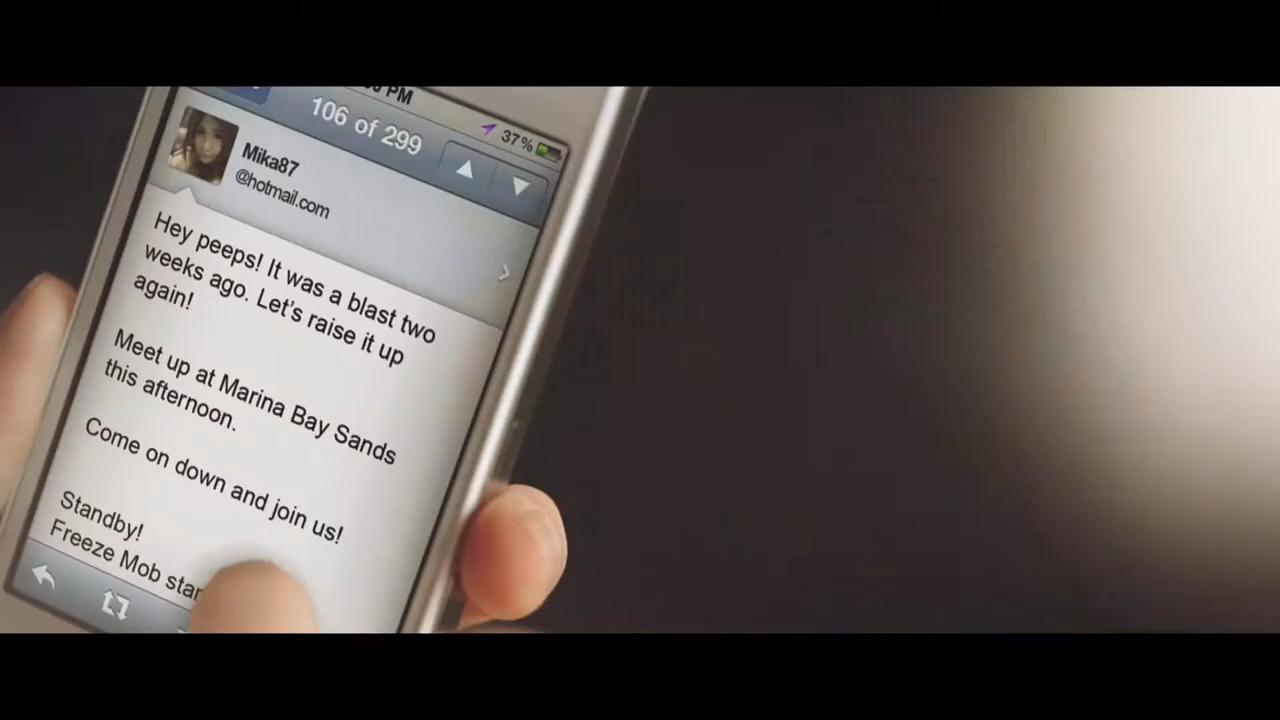 PM
106 of 299
37%
Mika87
@hotmail.com
Hey peeps! It was a blast two
weeks ago. Let's raise it up
again!
Meet up at Marina Bay Sands
this afternoon.
Come on down and join us!
Standby!
Freeze Mob